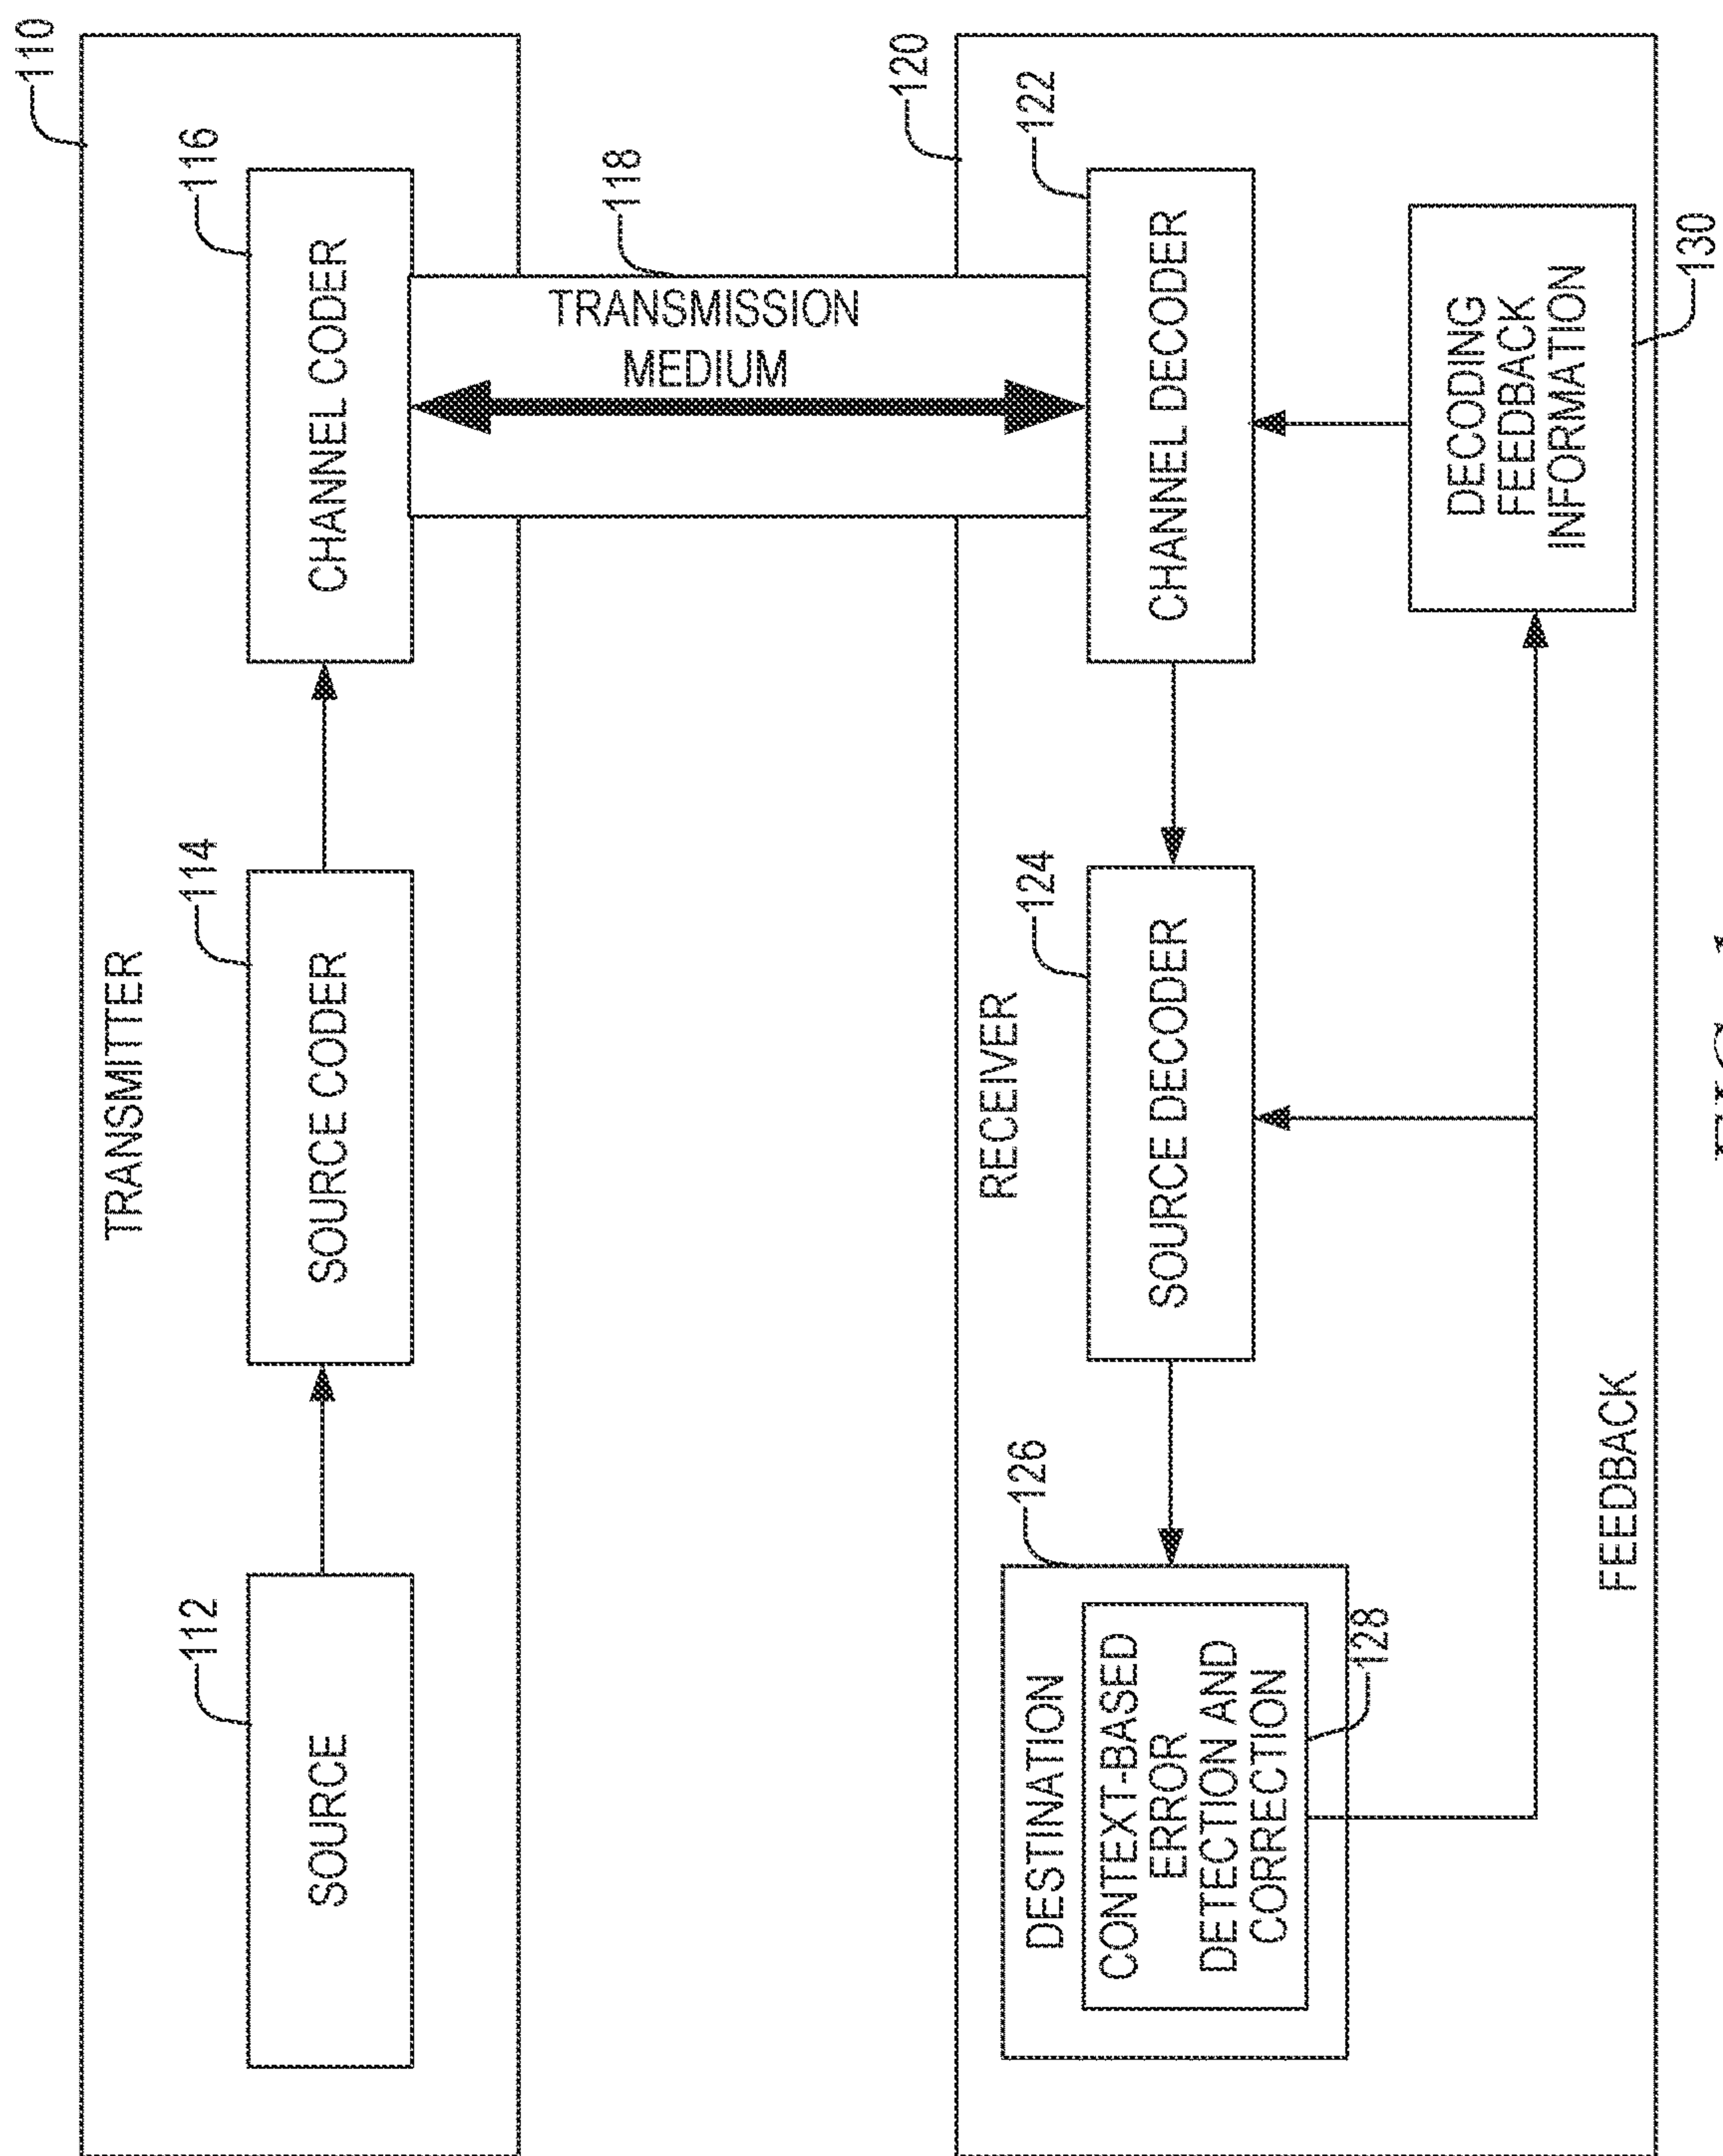 110
TRANSMITTER
112
SOURCE
114
SOURCE CODER
116
CHANNEL CODER
118
TRANSMISSION
MEDIUM
120
RECEIVER
122
CHANNEL DECODER
124
SOURCE DECODER
126
DESTINATION
CONTEXT-BASED
ERROR
DETECTION AND
CORRECTION
128
DECODING
FEEDBACK
INFORMATION
130
FEEDBACK